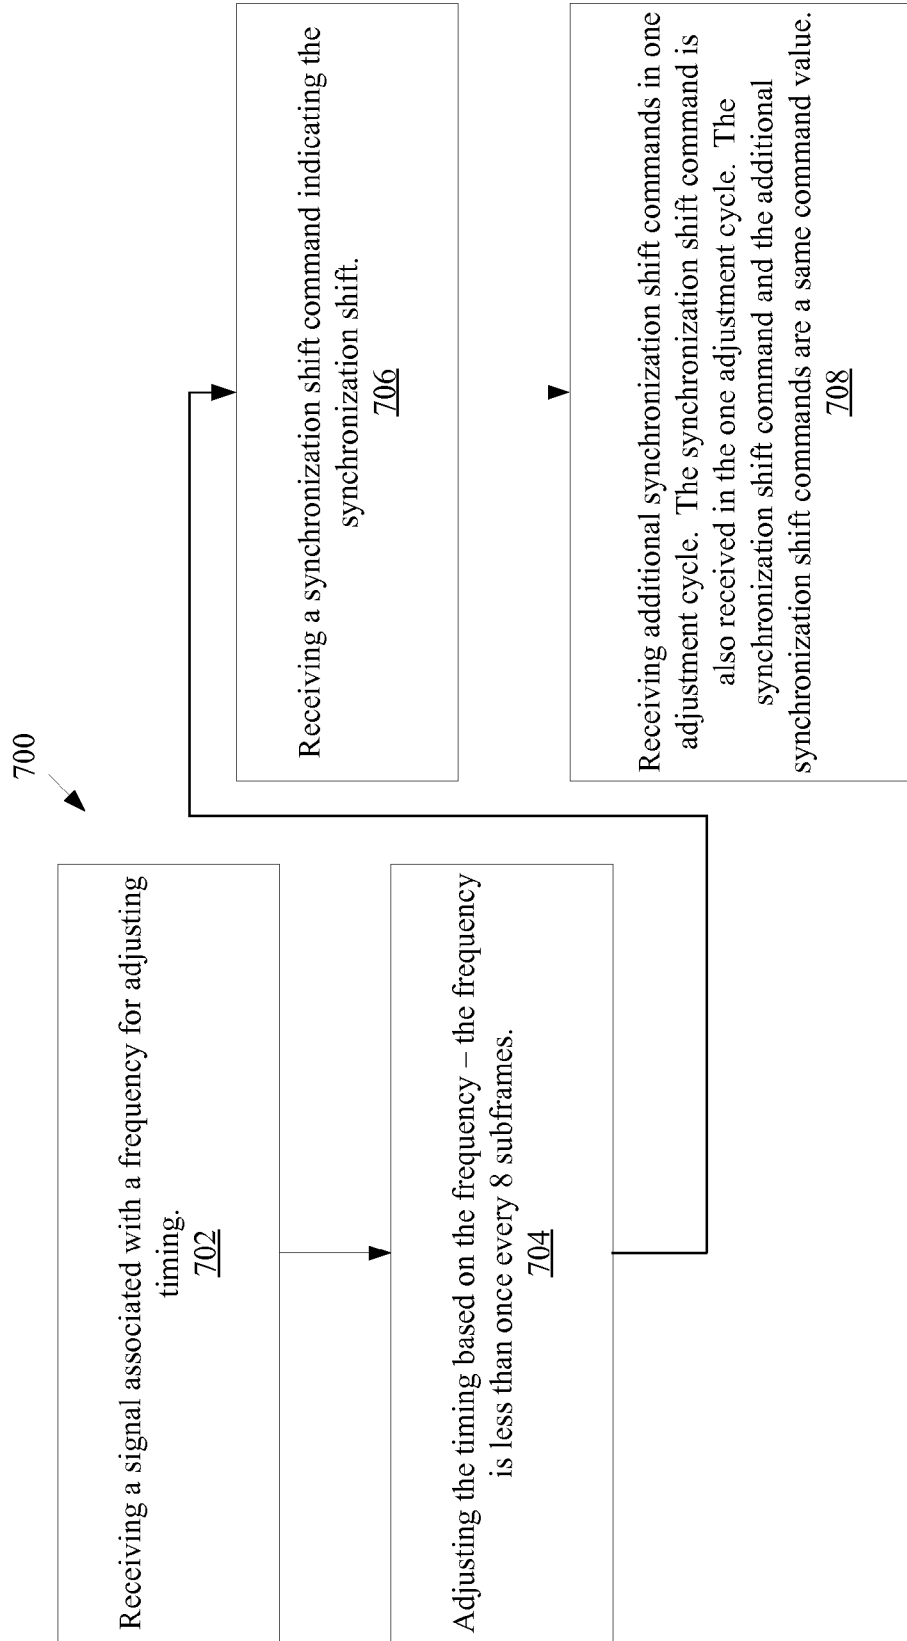 700
Receiving a signal associated with a frequency for adjusting
timing.
702
Adjusting the timing based on the frequency – the frequency
is less than once every 8 subframes.
704
Receiving a synchronization shift command indicating the
synchronization shift.
706
Receiving additional synchronization shift commands in one
adjustment cycle. The synchronization shift command is
also received in the one adjustment cycle. The
synchronization shift command and the additional
synchronization shift commands are a same command value.
708